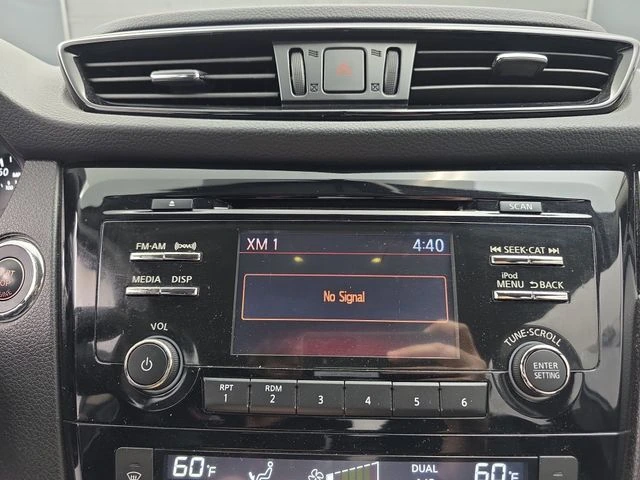 SCAN
FM·AM
XM 1 4:40
SEEK·CAT
MEDIA DISP
iPod
MENU BACK
No Signal
VOL
TUNE·SCROLL
ENTER
SETTING
RPT RDM
1 2 3 4 5 6
60°F
DUAL
60°F